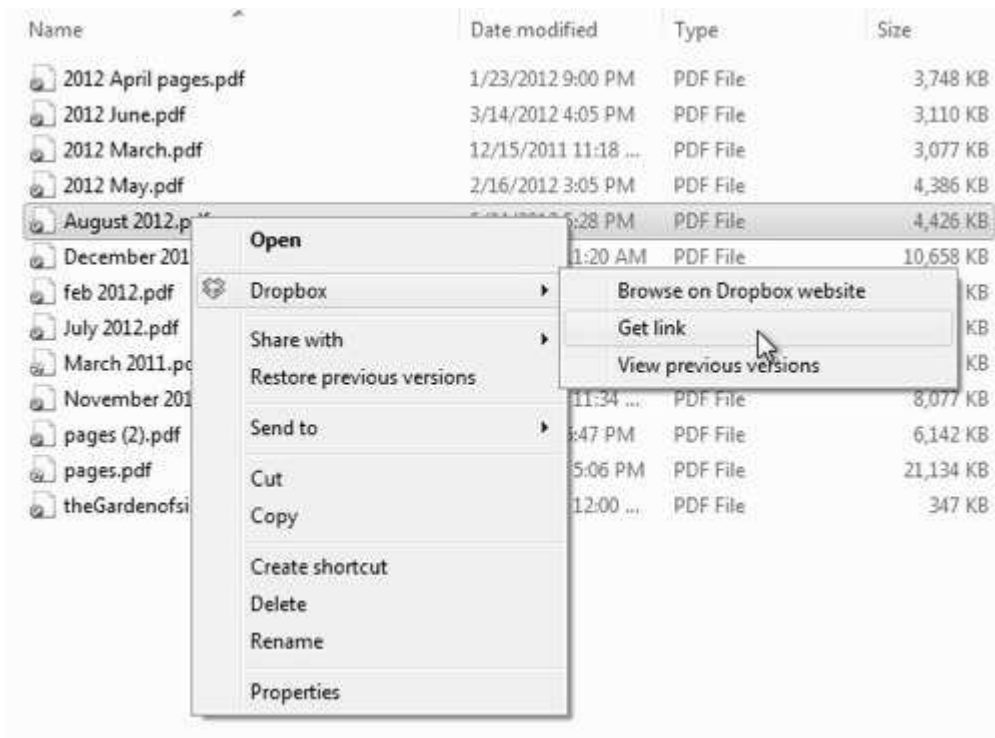 Name Date modified Type Size
2012 April pages.pdf 1/23/2012 9:00 PM PDF File 3,748 KB
2012 June.pdf 3/14/2012 4:05 PM PDF File 3,110 KB
2012 March.pdf 12/15/2011 11:18 ... PDF File 3,077 KB
2012 May.pdf 2/16/2012 3:05 PM PDF File 4,386 KB
August 2012.p :28 PM PDF File 4,426 KB
December 201 1:20 AM PDF File 10,658 KB
feb 2012.pdf KB
July 2012.pdf KB
March 2011.pd KB
November 201 11:34 ... PDF File 8,077 KB
pages (2).pdf :47 PM PDF File 6,142 KB
pages.pdf 5:06 PM PDF File 21,134 KB
theGardenofsi 12:00 ... PDF File 347 KB
Open
Dropbox
Share with
Restore previous versions
Send to
Cut
Copy
Create shortcut
Delete
Rename
Properties
Browse on Dropbox website
Get link
View previous versions